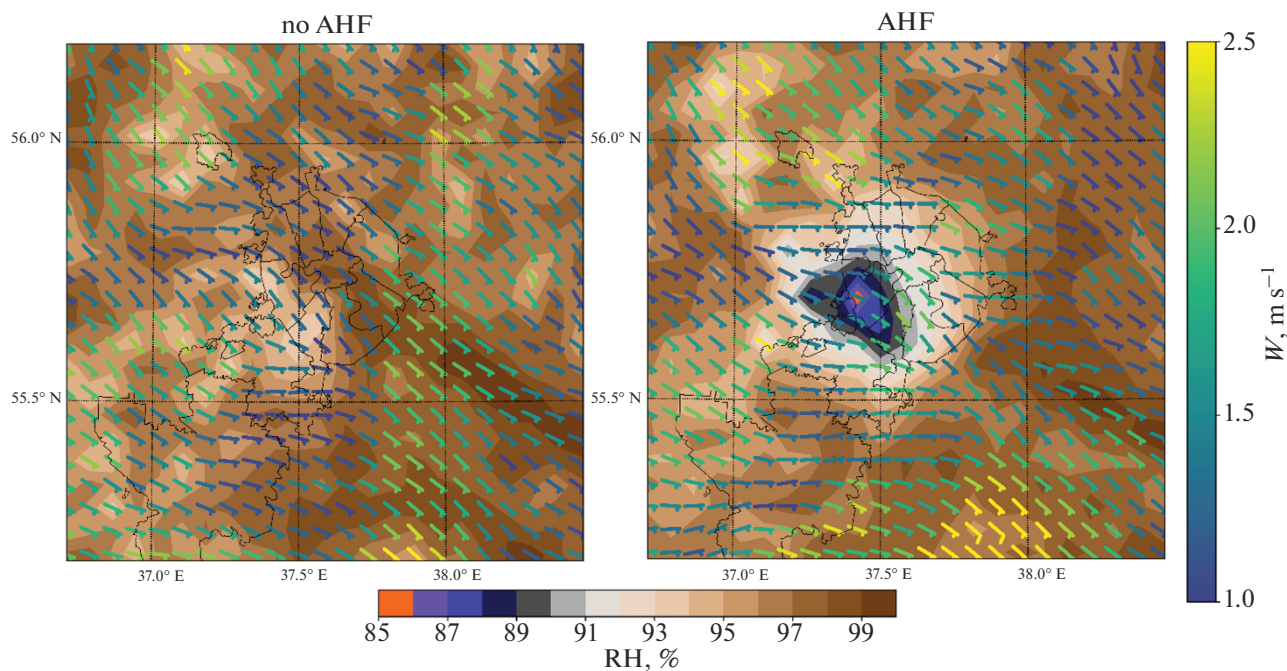 no AHF
AHF
56.0° N
55.5° N
37.0° E 37.5° E 38.0° E
56.0° N
55.5° N
37.0° E 37.5° E 38.0° E
2.5
2.0
1.5
1.0
W, m s⁻¹
85 87 89 91 93 95 97 99
RH, %